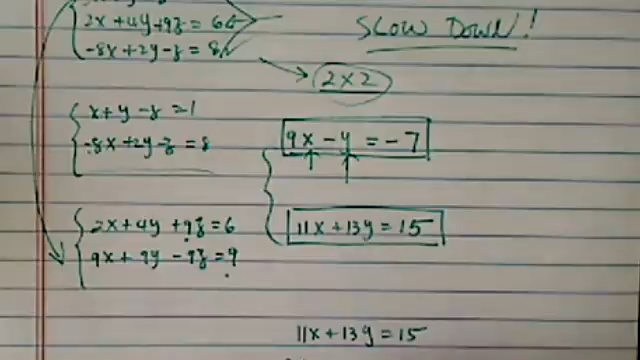 2x+4y+9z=6
SLOW DOWN!
-8x+2y-z=8
2x2
x+y-z=1
9x-y=-7
-8x+2y-z=8
2x+4y+9z=6
11x+13y=15
9x+9y-9z=9
11x+13y=15